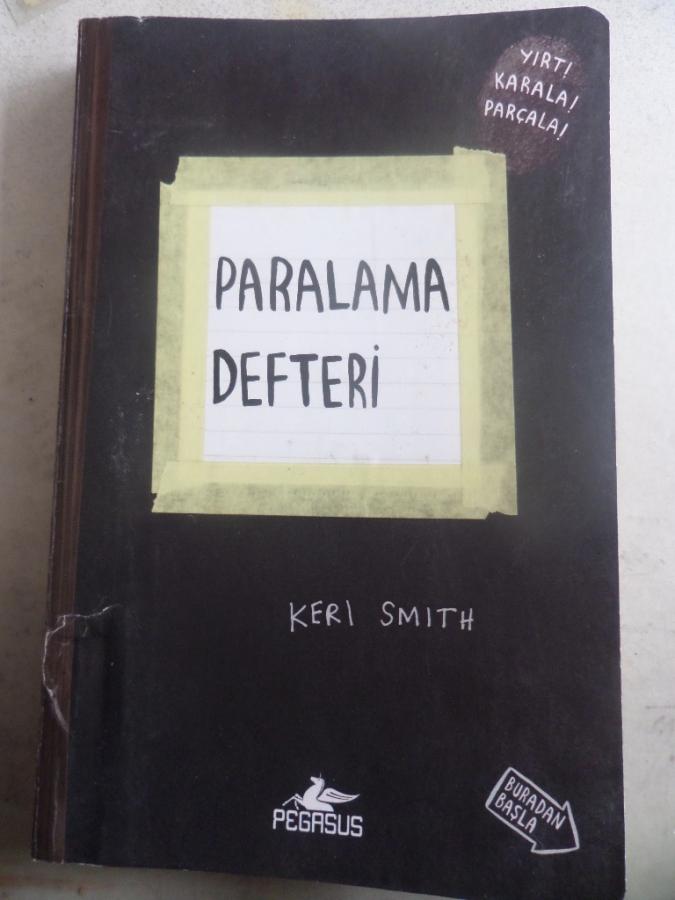 YIRT!
KARALA!
PARÇALA!
PARALAMA
DEFTERİ
KERI SMITH
PEGASUS
BURADAN
BAŞLA